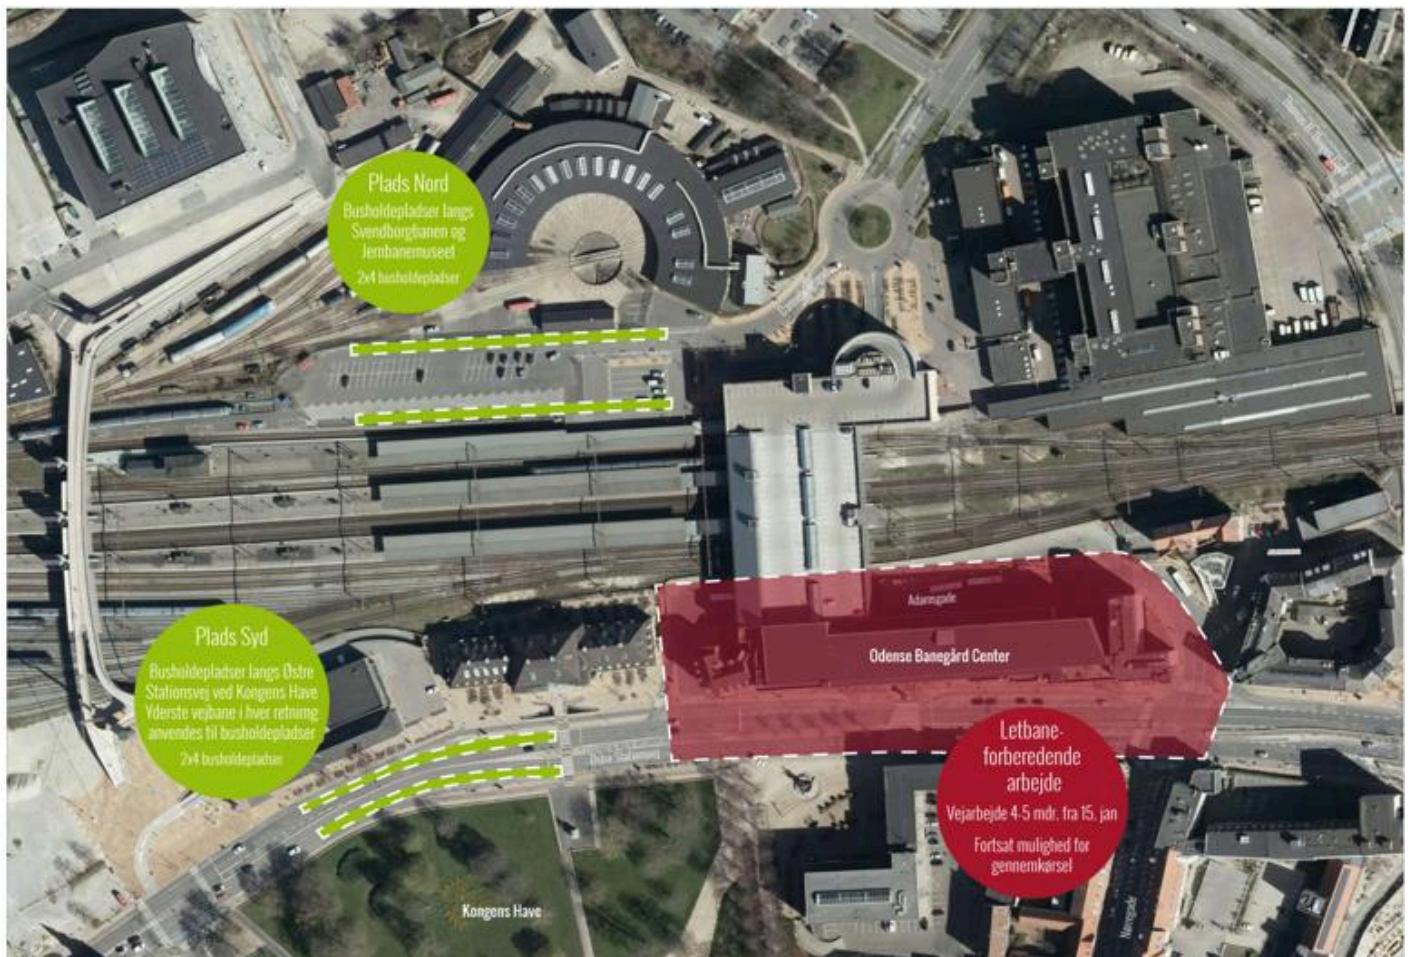 Plads Nord
Busholdepladser langs
Svendborgbanen og
Jernbanemuseet
2x4 busholdepladser
Adamsgade
Odense Banegård Center
Plads Syd
Busholdepladser langs Østre
Stationsvej ved Kongens Have
Yderste vejbane i hver retning
anvendes til busholdepladser
2x4 busholdepladser
Letbane-
forberedende
arbejde
Vejarbejde 4-5 mdr. fra 15. jan
Fortsat mulighed for
gennemkørsel
Kongens Have
Nørregade